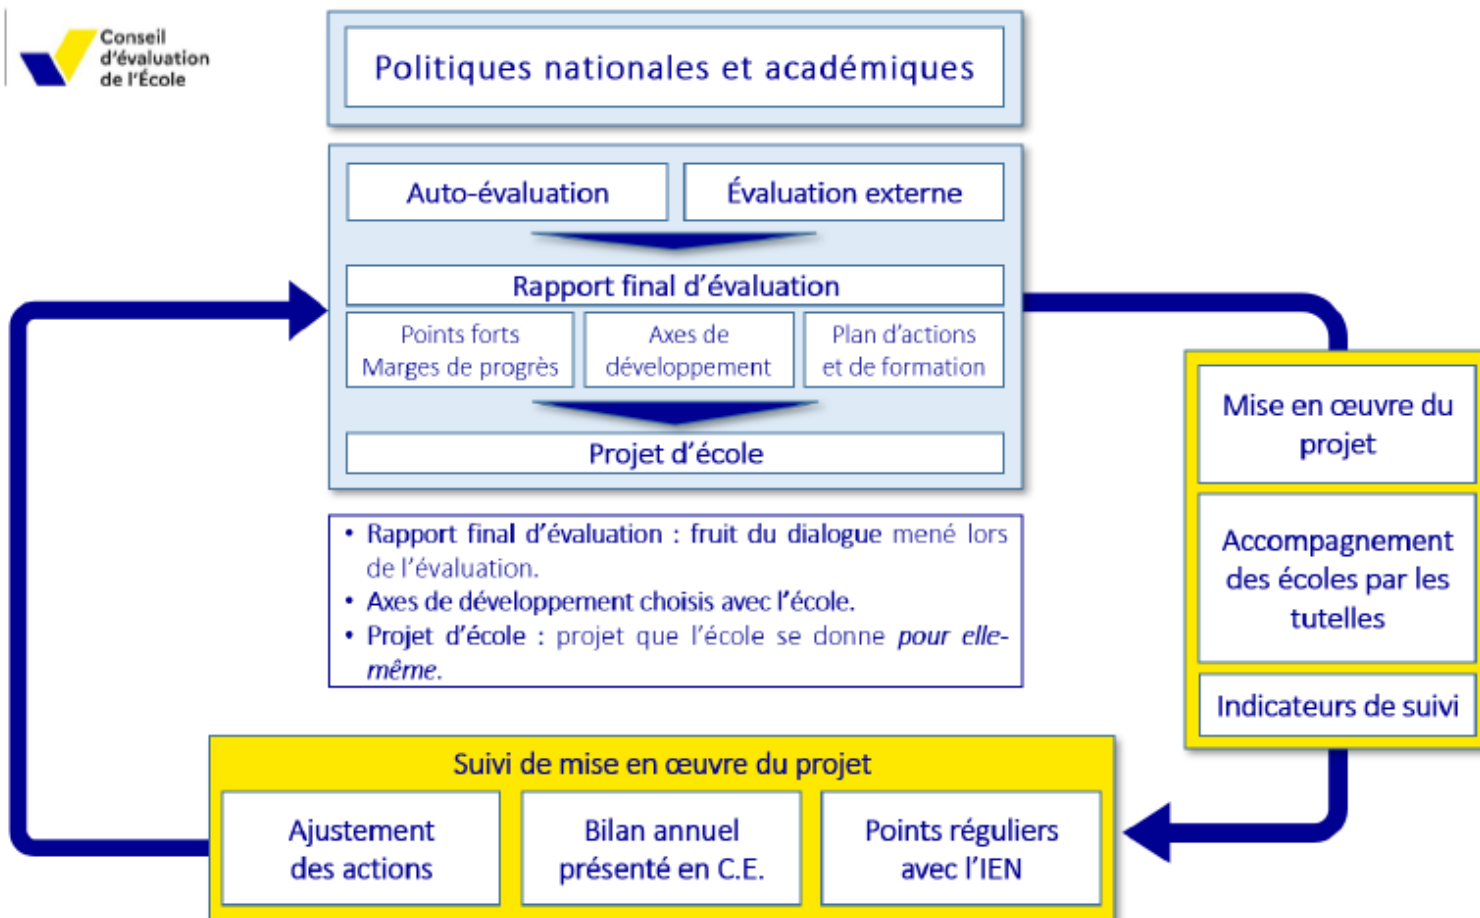 Conseil
d'évaluation
de l'École
Politiques nationales et académiques
Auto-évaluation
Évaluation externe
Rapport final d'évaluation
Points forts
Marges de progrès
Axes de
développement
Plan d'actions
et de formation
Projet d'école
• Rapport final d'évaluation : fruit du dialogue mené lors
de l'évaluation.
• Axes de développement choisis avec l'école.
• Projet d'école : projet que l'école se donne pour elle-
même.
Mise en œuvre du
projet
Accompagnement
des écoles par les
tutelles
Indicateurs de suivi
Suivi de mise en œuvre du projet
Ajustement
des actions
Bilan annuel
présenté en C.E.
Points réguliers
avec l'IEN